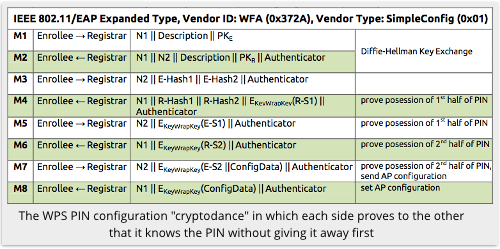 IEEE 802.11/EAP Expanded Type, Vendor ID: WFA (0x372A), Vendor Type: SimpleConfig (0x01)
M1 Enrollee → Registrar N1 || Description || PKE Diffie-Hellman Key Exchange
M2 Enrollee ← Registrar N1 || N2 || Description || PKR || Authenticator
M3 Enrollee → Registrar N2 || E-Hash1 || E-Hash2 || Authenticator
M4 Enrollee ← Registrar N1 || R-Hash1 || R-Hash2 || EKeyWrapKey(R-S1) || Authenticator prove posession of 1st half of PIN
M5 Enrollee → Registrar N2 || EKeyWrapKey(E-S1) || Authenticator prove posession of 1st half of PIN
M6 Enrollee ← Registrar N1 || EKeyWrapKey(R-S2) || Authenticator prove posession of 2nd half of PIN
M7 Enrollee → Registrar N2 || EKeyWrapKey(E-S2 ||ConfigData) || Authenticator prove posession of 2nd half of PIN, send AP configuration
M8 Enrollee ← Registrar N1 || EKeyWrapKey(ConfigData) || Authenticator set AP configuration
The WPS PIN configuration "cryptodance" in which each side proves to the other
that it knows the PIN without giving it away first